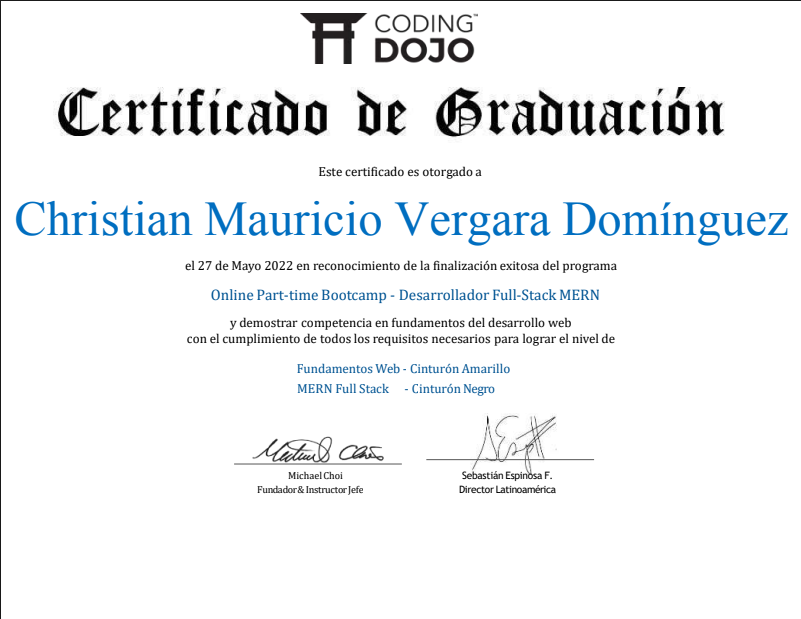 CODING™
DOJO
Certificado de Graduación
Este certificado es otorgado a
Christian Mauricio Vergara Domínguez
el 27 de Mayo 2022 en reconocimiento de la finalización exitosa del programa
Online Part-time Bootcamp - Desarrollador Full-Stack MERN
y demostrar competencia en fundamentos del desarrollo web
con el cumplimiento de todos los requisitos necesarios para lograr el nivel de
Fundamentos Web - Cinturón Amarillo
MERN Full Stack - Cinturón Negro
Michael Choi
Fundador & Instructor Jefe
Sebastián Espinosa F.
Director Latinoamérica